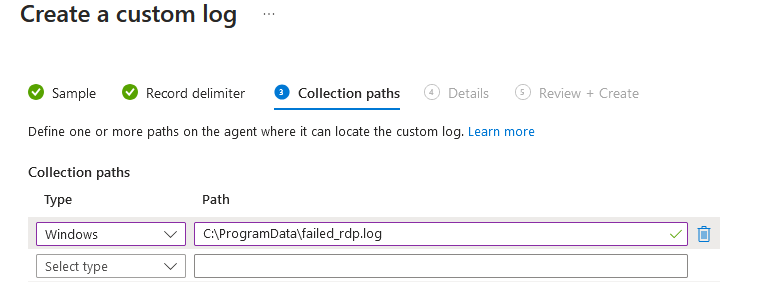 Create a custom log ...
Sample
Record delimiter
3 Collection paths
4 Details
5 Review + Create
Define one or more paths on the agent where it can locate the custom log. Learn more
Collection paths
Type Path
Windows C:\ProgramData\failed_rdp.log
Select type